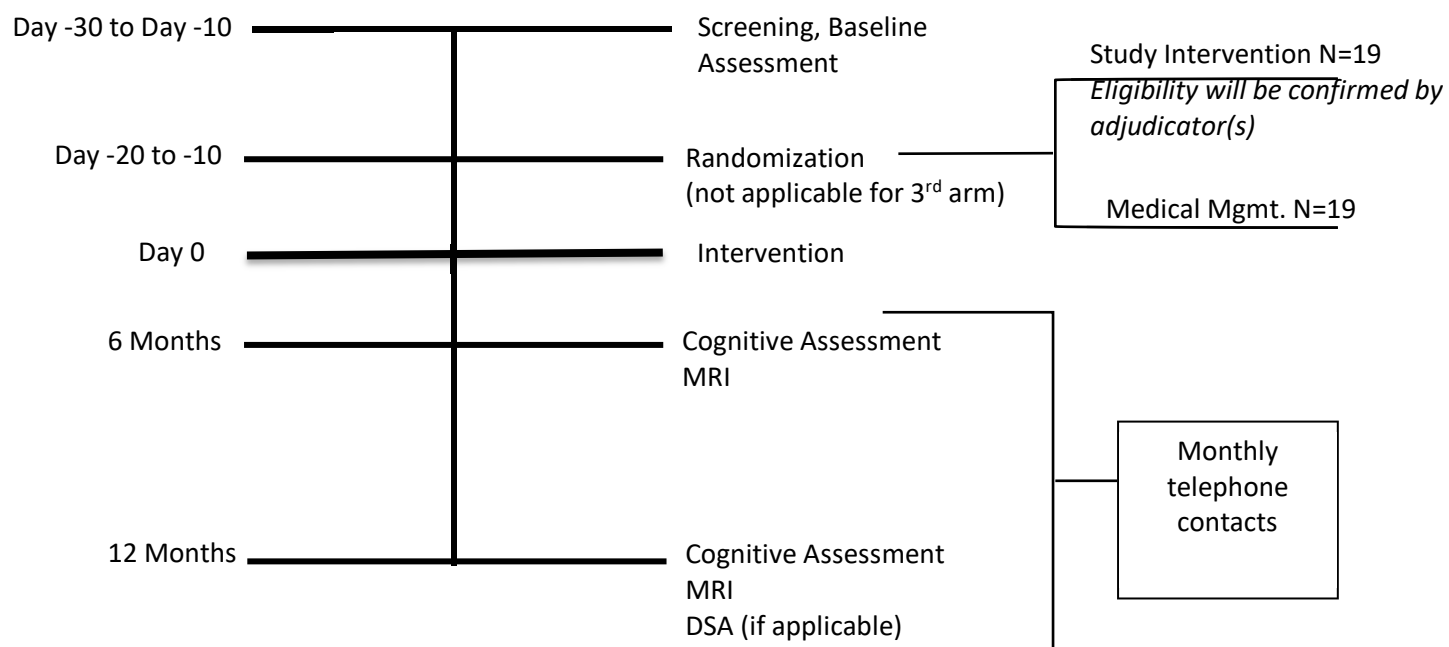 Day -30 to Day -10
Screening, Baseline
Assessment
Study Intervention N=19
Eligibility will be confirmed by
adjudicator(s)
Day -20 to -10
Randomization
(not applicable for 3rd arm)
Medical Mgmt. N=19
Day 0
Intervention
6 Months
Cognitive Assessment
MRI
Monthly
telephone
contacts
12 Months
Cognitive Assessment
MRI
DSA (if applicable)